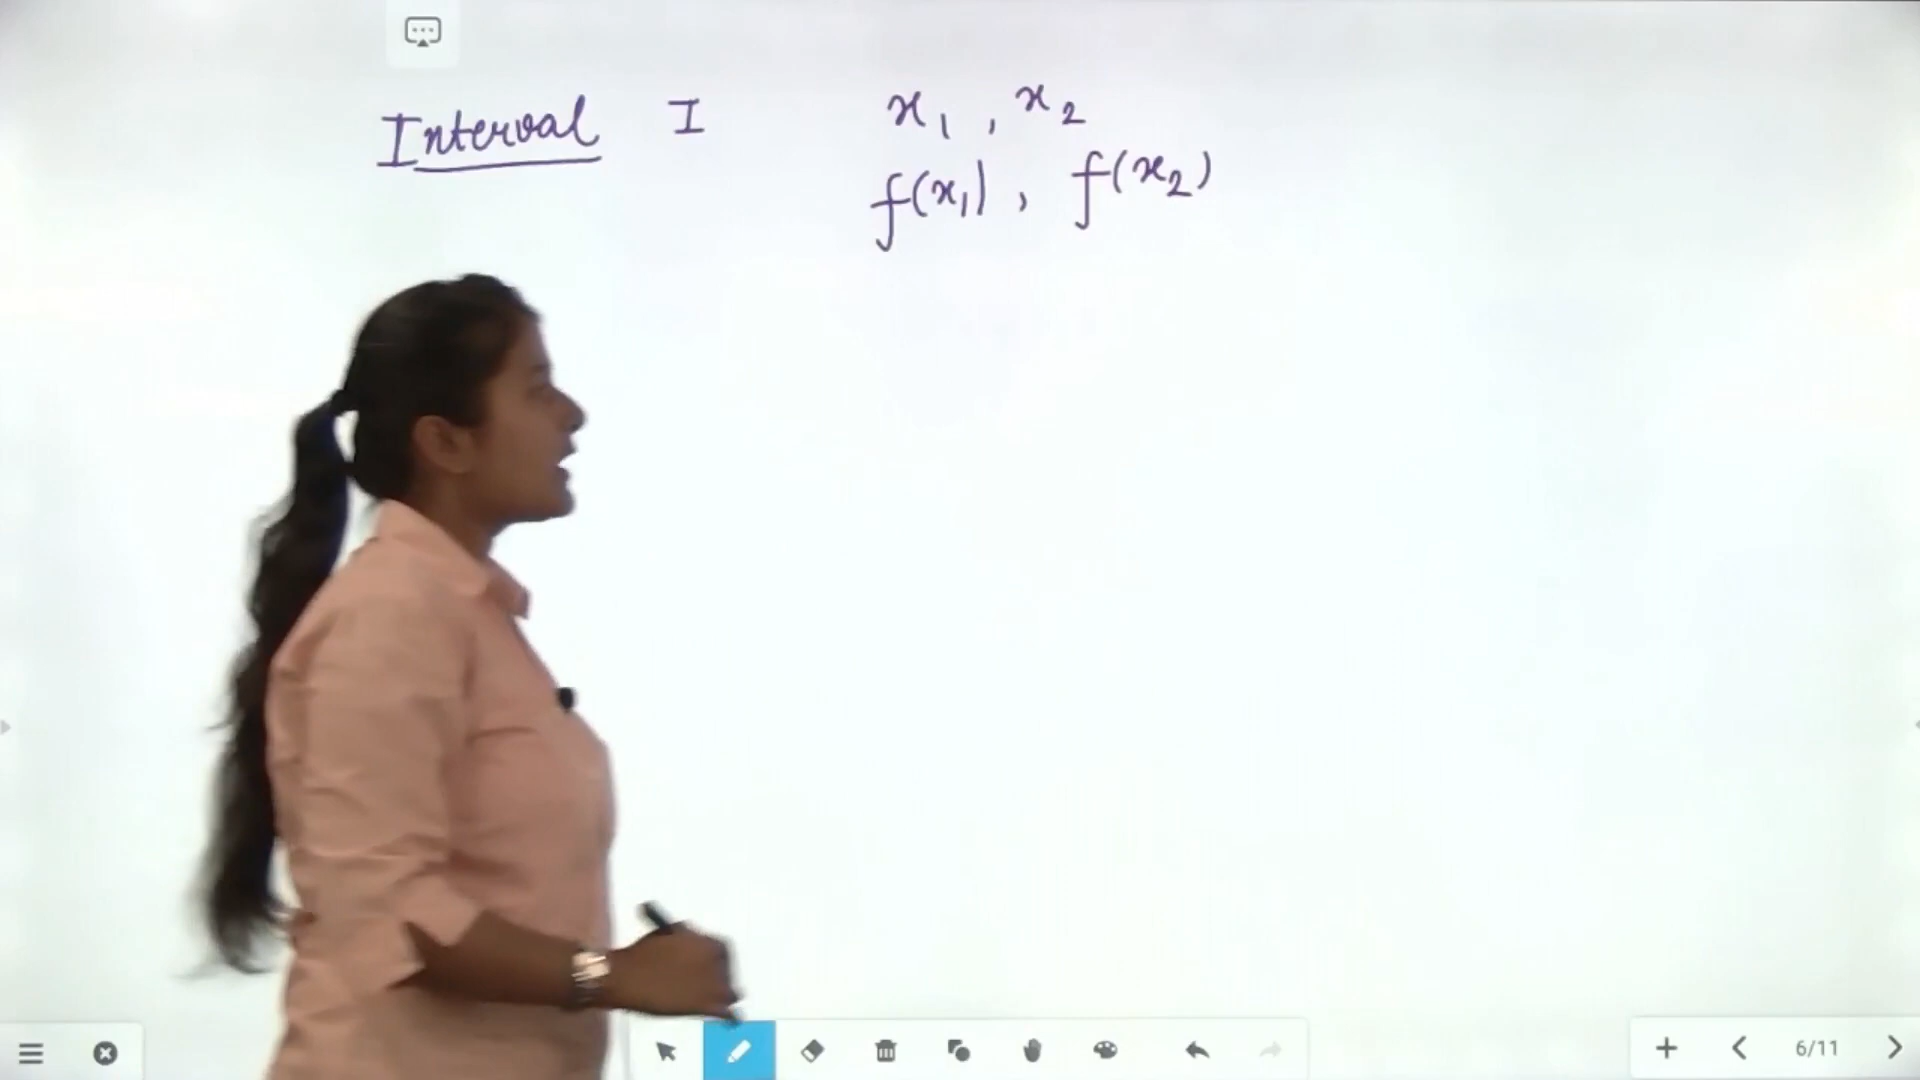 Interval I x₁ , x₂
f(x₁) , f(x₂)
6/11